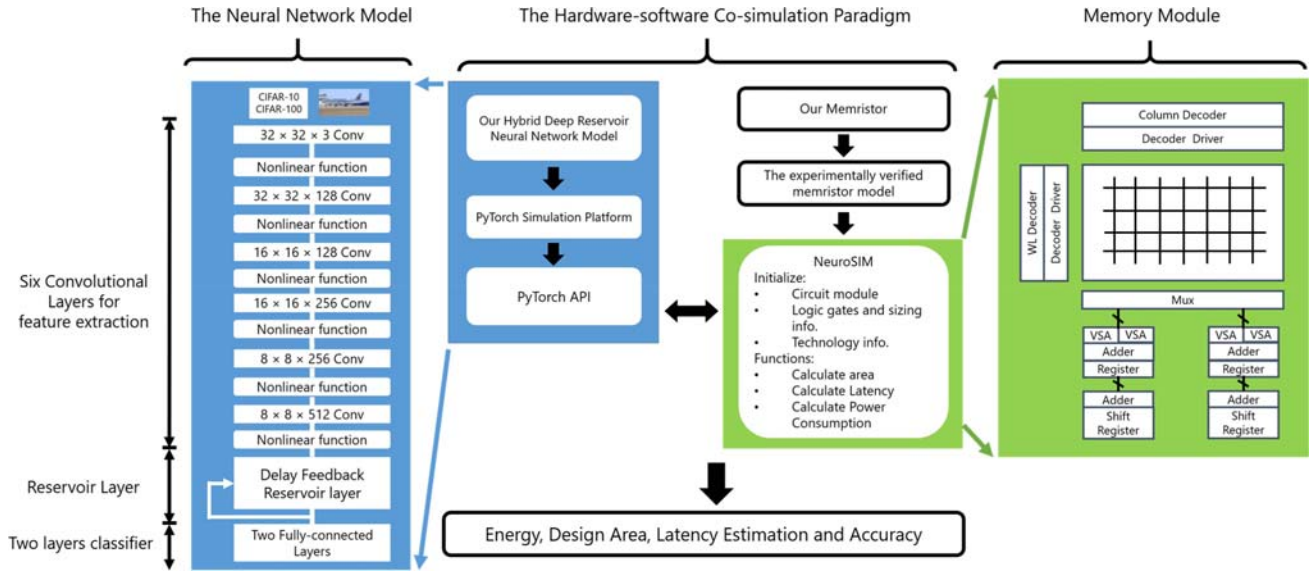 The Neural Network Model
The Hardware-software Co-simulation Paradigm
Memory Module
CIFAR-10
CIFAR-100
32 × 32 × 3 Conv
Nonlinear function
32 × 32 × 128 Conv
Nonlinear function
16 × 16 × 128 Conv
Nonlinear function
16 × 16 × 256 Conv
Nonlinear function
8 × 8 × 256 Conv
Nonlinear function
8 × 8 × 512 Conv
Nonlinear function
Delay Feedback
Reservoir layer
Two Fully-connected
Layers
Six Convolutional
Layers for
feature extraction
Reservoir Layer
Two layers classifier
Our Hybrid Deep Reservoir
Neural Network Model
PyTorch Simulation Platform
PyTorch API
Our Memristor
The experimentally verified
memristor model
NeuroSIM
Initialize:
• Circuit module
• Logic gates and sizing
info.
• Technology info.
Functions:
• Calculate area
• Calculate Latency
• Calculate Power
Consumption
Energy, Design Area, Latency Estimation and Accuracy
Column Decoder
Decoder Driver
WL Decoder
Decoder Driver
Mux
VSA VSA
Adder
Register
Adder
Shift
Register
VSA VSA
Adder
Register
Adder
Shift
Register